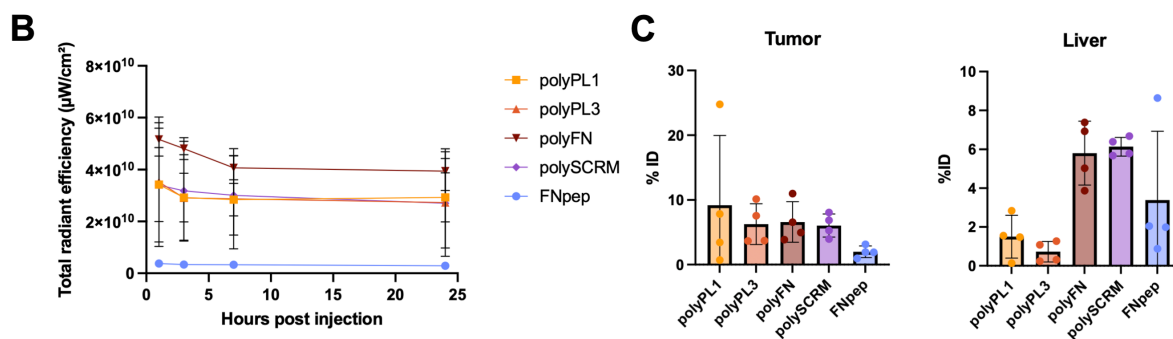 B
Total radiant efficiency (µW/cm²)
8×10¹⁰
6×10¹⁰
4×10¹⁰
2×10¹⁰
0
0 5 10 15 20 25
Hours post injection
polyPL1
polyPL3
polyFN
polySCRM
FNpep
C
Tumor
% ID
30
20
10
0
polyPL1
polyPL3
polyFN
polySCRM
FNpep
Liver
%ID
10
8
6
4
2
0
polyPL1
polyPL3
polyFN
polySCRM
FNpep